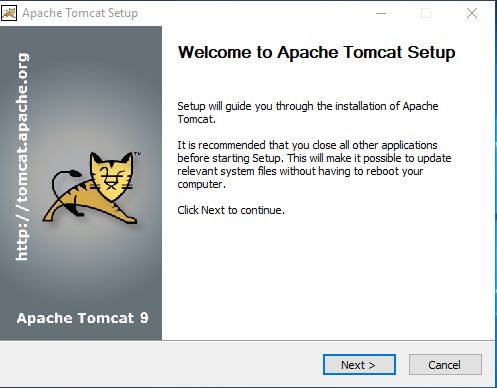 Apache Tomcat Setup
http://tomcat.apache.org
Apache Tomcat 9
Welcome to Apache Tomcat Setup
Setup will guide you through the installation of Apache
Tomcat.
It is recommended that you close all other applications
before starting Setup. This will make it possible to update
relevant system files without having to reboot your
computer.
Click Next to continue.
Next >
Cancel